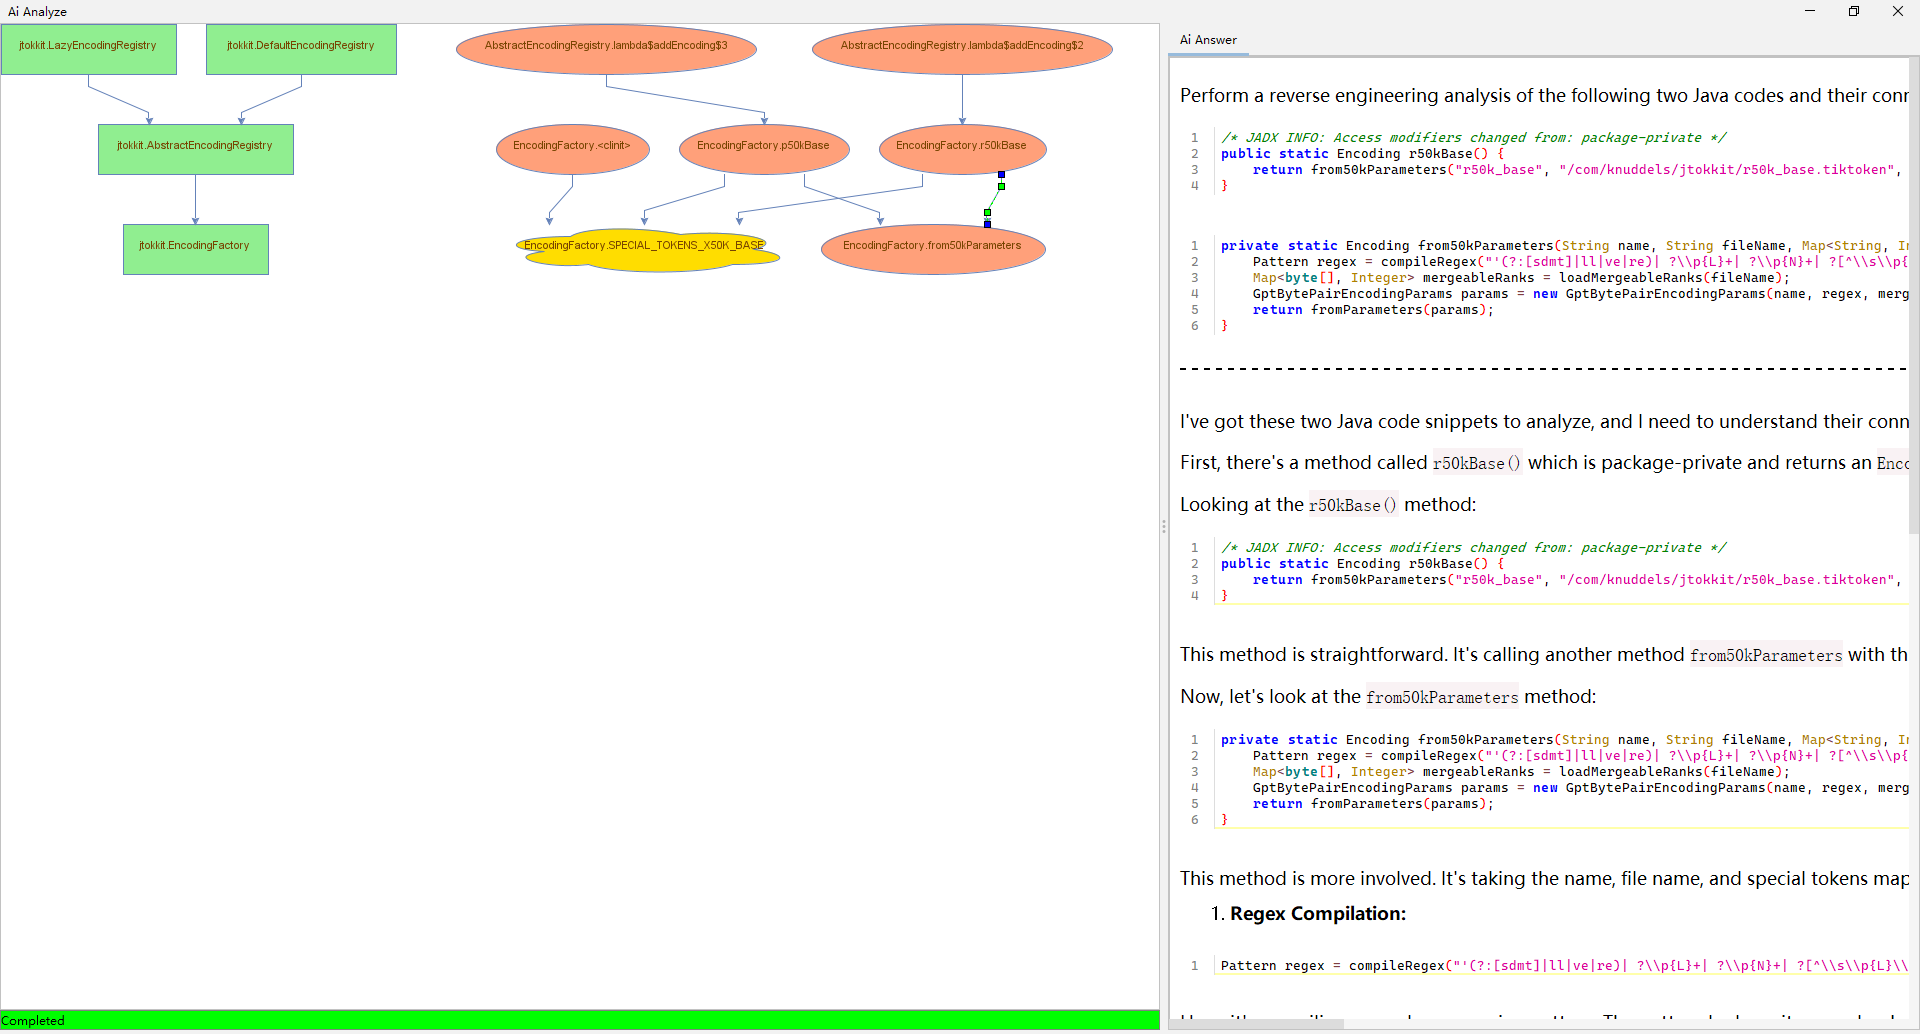 Ai Analyze
jtokkit.LazyEncodingRegistry
jtokkit.DefaultEncodingRegistry
AbstractEncodingRegistry.lambda$addEncoding$3
AbstractEncodingRegistry.lambda$addEncoding$2
jtokkit.AbstractEncodingRegistry
EncodingFactory.<clinit>
EncodingFactory.p50kBase
EncodingFactory.r50kBase
jtokkit.EncodingFactory
EncodingFactory.SPECIAL_TOKENS_X50K_BASE
EncodingFactory.from50kParameters
Completed
Ai Answer
Perform a reverse engineering analysis of the following two Java codes and their conn
1 /* JADX INFO: Access modifiers changed from: package-private */
2 public static Encoding r50kBase() {
3 return from50kParameters("r50k_base", "/com/knuddels/jtokkit/r50k_base.tiktoken",
4 }
1 private static Encoding from50kParameters(String name, String fileName, Map<String, In
2 Pattern regex = compileRegex("'(?:[sdmt]|ll|ve|re)| ?\\p{L}+| ?\\p{N}+| ?[^\\s\\p{
3 Map<byte[], Integer> mergeableRanks = loadMergeableRanks(fileName);
4 GptBytePairEncodingParams params = new GptBytePairEncodingParams(name, regex, merg
5 return fromParameters(params);
6 }
I've got these two Java code snippets to analyze, and I need to understand their conn
First, there's a method called r50kBase() which is package-private and returns an Enco
Looking at the r50kBase() method:
1 /* JADX INFO: Access modifiers changed from: package-private */
2 public static Encoding r50kBase() {
3 return from50kParameters("r50k_base", "/com/knuddels/jtokkit/r50k_base.tiktoken",
4 }
This method is straightforward. It's calling another method from50kParameters with th
Now, let's look at the from50kParameters method:
1 private static Encoding from50kParameters(String name, String fileName, Map<String, In
2 Pattern regex = compileRegex("'(?:[sdmt]|ll|ve|re)| ?\\p{L}+| ?\\p{N}+| ?[^\\s\\p{
3 Map<byte[], Integer> mergeableRanks = loadMergeableRanks(fileName);
4 GptBytePairEncodingParams params = new GptBytePairEncodingParams(name, regex, merg
5 return fromParameters(params);
6 }
This method is more involved. It's taking the name, file name, and special tokens map
1. Regex Compilation:
1 Pattern regex = compileRegex("'(?:[sdmt]|ll|ve|re)| ?\\p{L}+| ?\\p{N}+| ?[^\\s\\p{L}\\